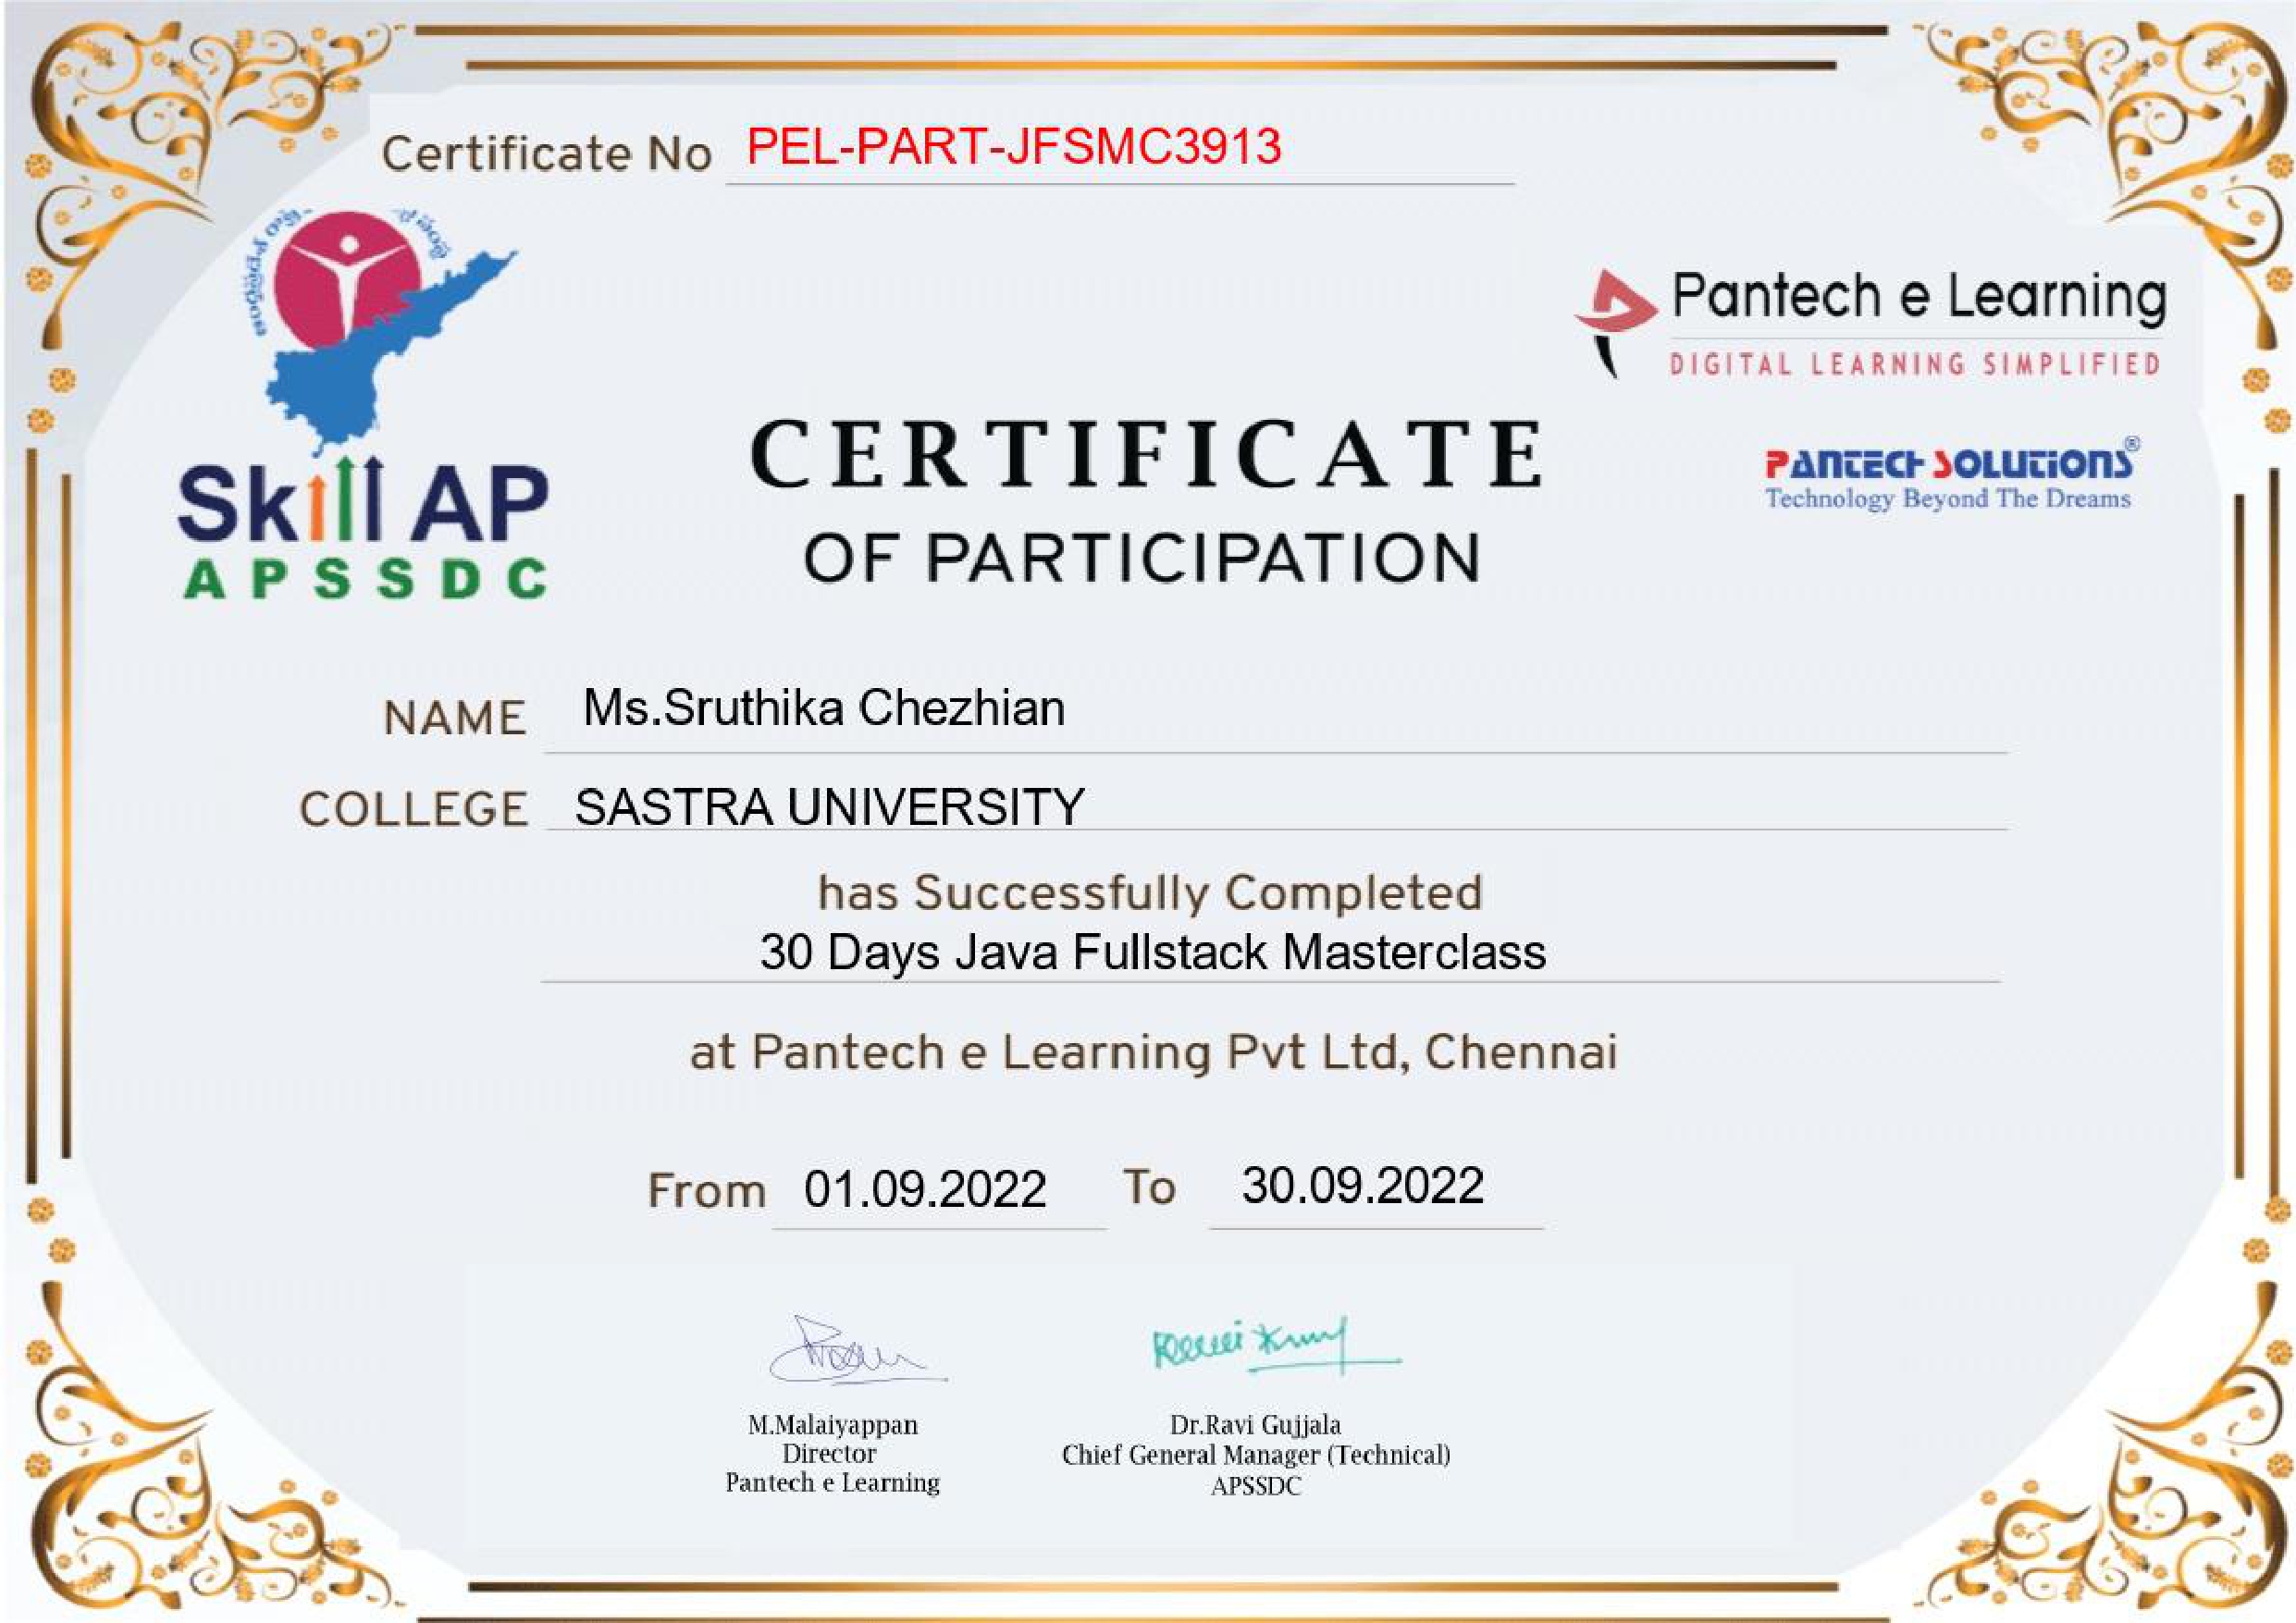 Certificate No PEL-PART-JFSMC3913
Pantech e Learning
DIGITAL LEARNING SIMPLIFIED
PANTECH SOLUTIONS®
Technology Beyond The Dreams
Skill AP
APSSDC
CERTIFICATE
OF PARTICIPATION
NAME Ms.Sruthika Chezhian
COLLEGE SASTRA UNIVERSITY
has Successfully Completed
30 Days Java Fullstack Masterclass
at Pantech e Learning Pvt Ltd, Chennai
From 01.09.2022 To 30.09.2022
M.Malaiyappan
Director
Pantech e Learning
Dr.Ravi Gujjala
Chief General Manager (Technical)
APSSDC